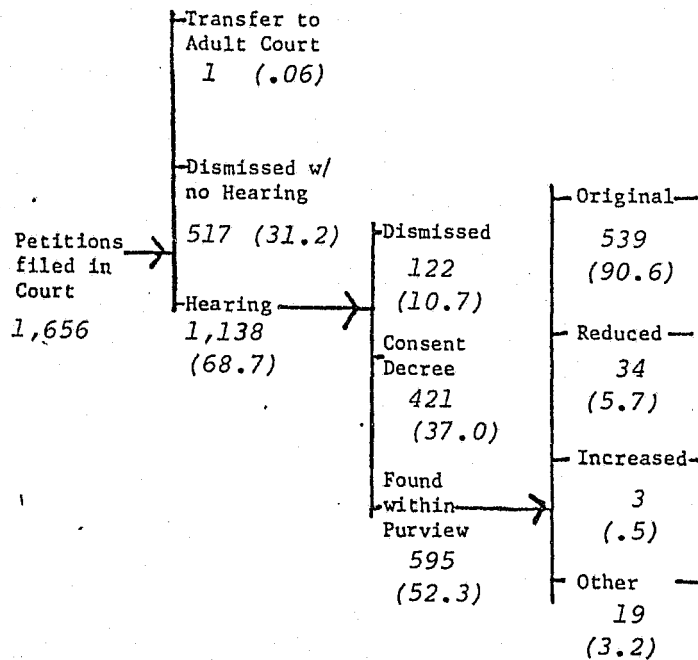 Transfer to
Adult Court
1 (.06)
Dismissed w/
no Hearing
517 (31.2)
Petitions
filed in
Court
1,656
Hearing
1,138
(68.7)
Dismissed
122
(10.7)
Consent
Decree
421
(37.0)
Found
within
Purview
595
(52.3)
Original
539
(90.6)
Reduced
34
(5.7)
Increased
3
(.5)
Other
19
(3.2)